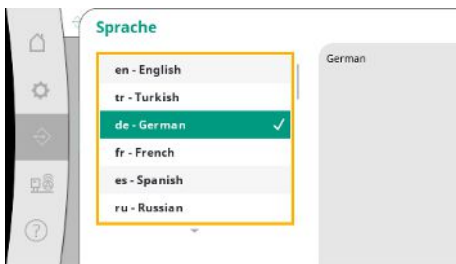 Sprache
en - English
tr - Turkish
de - German
fr - French
es - Spanish
ru - Russian
German